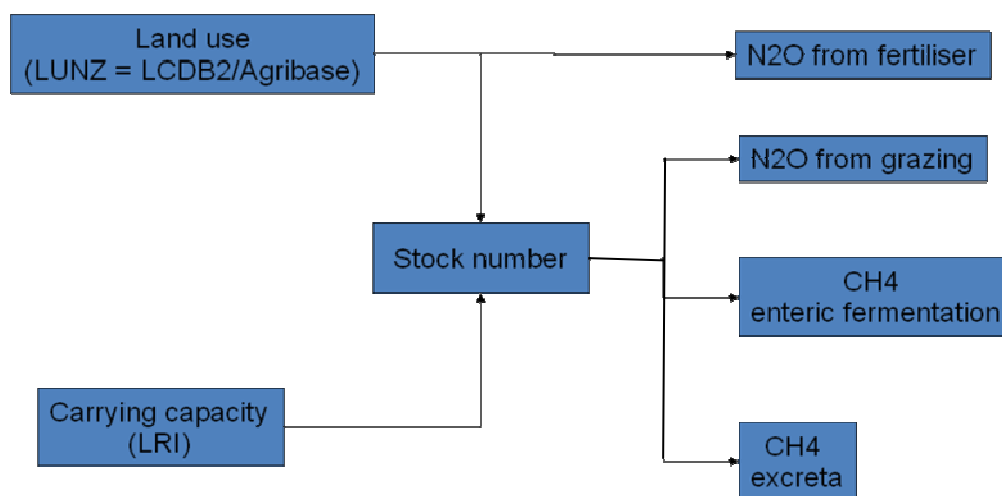 Land use
(LUNZ = LCDB2/Agribase)
N2O from fertiliser
N2O from grazing
Stock number
CH4
enteric fermentation
Carrying capacity
(LRI)
CH4
excreta